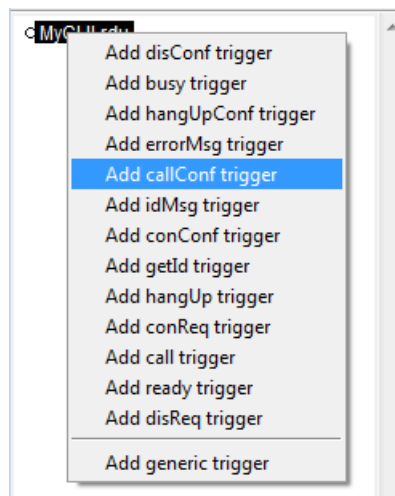 Add disConf trigger
Add busy trigger
Add hangUpConf trigger
Add errorMsg trigger
Add callConf trigger
Add idMsg trigger
Add conConf trigger
Add getId trigger
Add hangUp trigger
Add conReq trigger
Add call trigger
Add ready trigger
Add disReq trigger
Add generic trigger